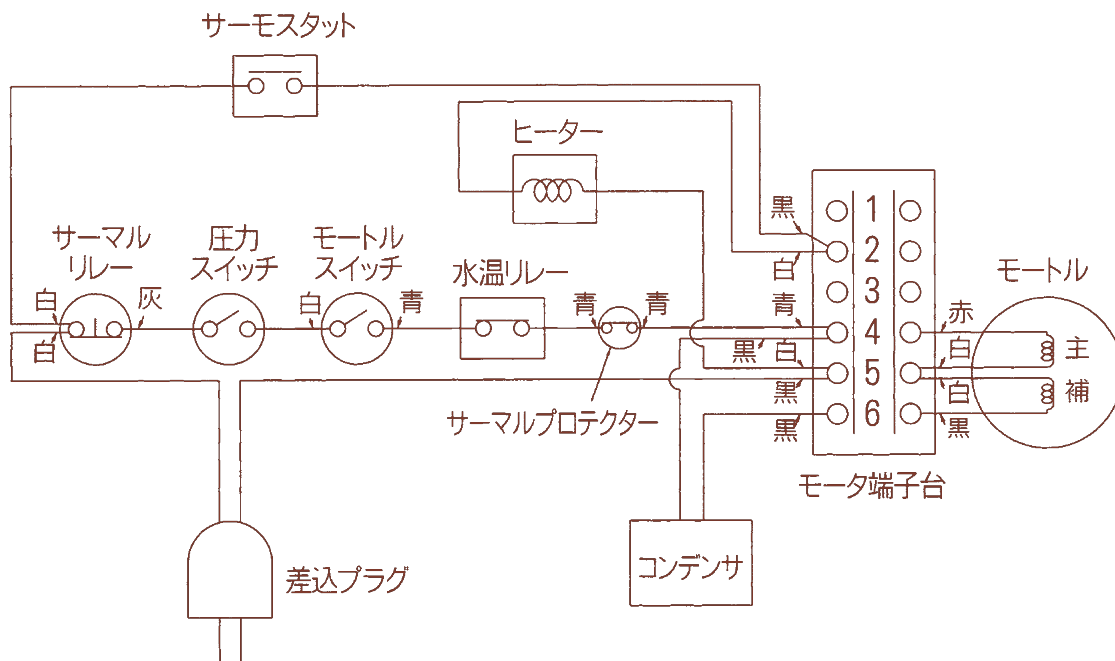 サーモスタット
ヒーター
サーマル
リレー
圧力
スイッチ
モートル
スイッチ
水温リレー
モートル
白
灰
白
白
青
青
青
黒
白
青
黒
白
黒
黒
1
2
3
4
5
6
赤
白
白
黒
主
補
サーマルプロテクター
モータ端子台
コンデンサ
差込プラグ